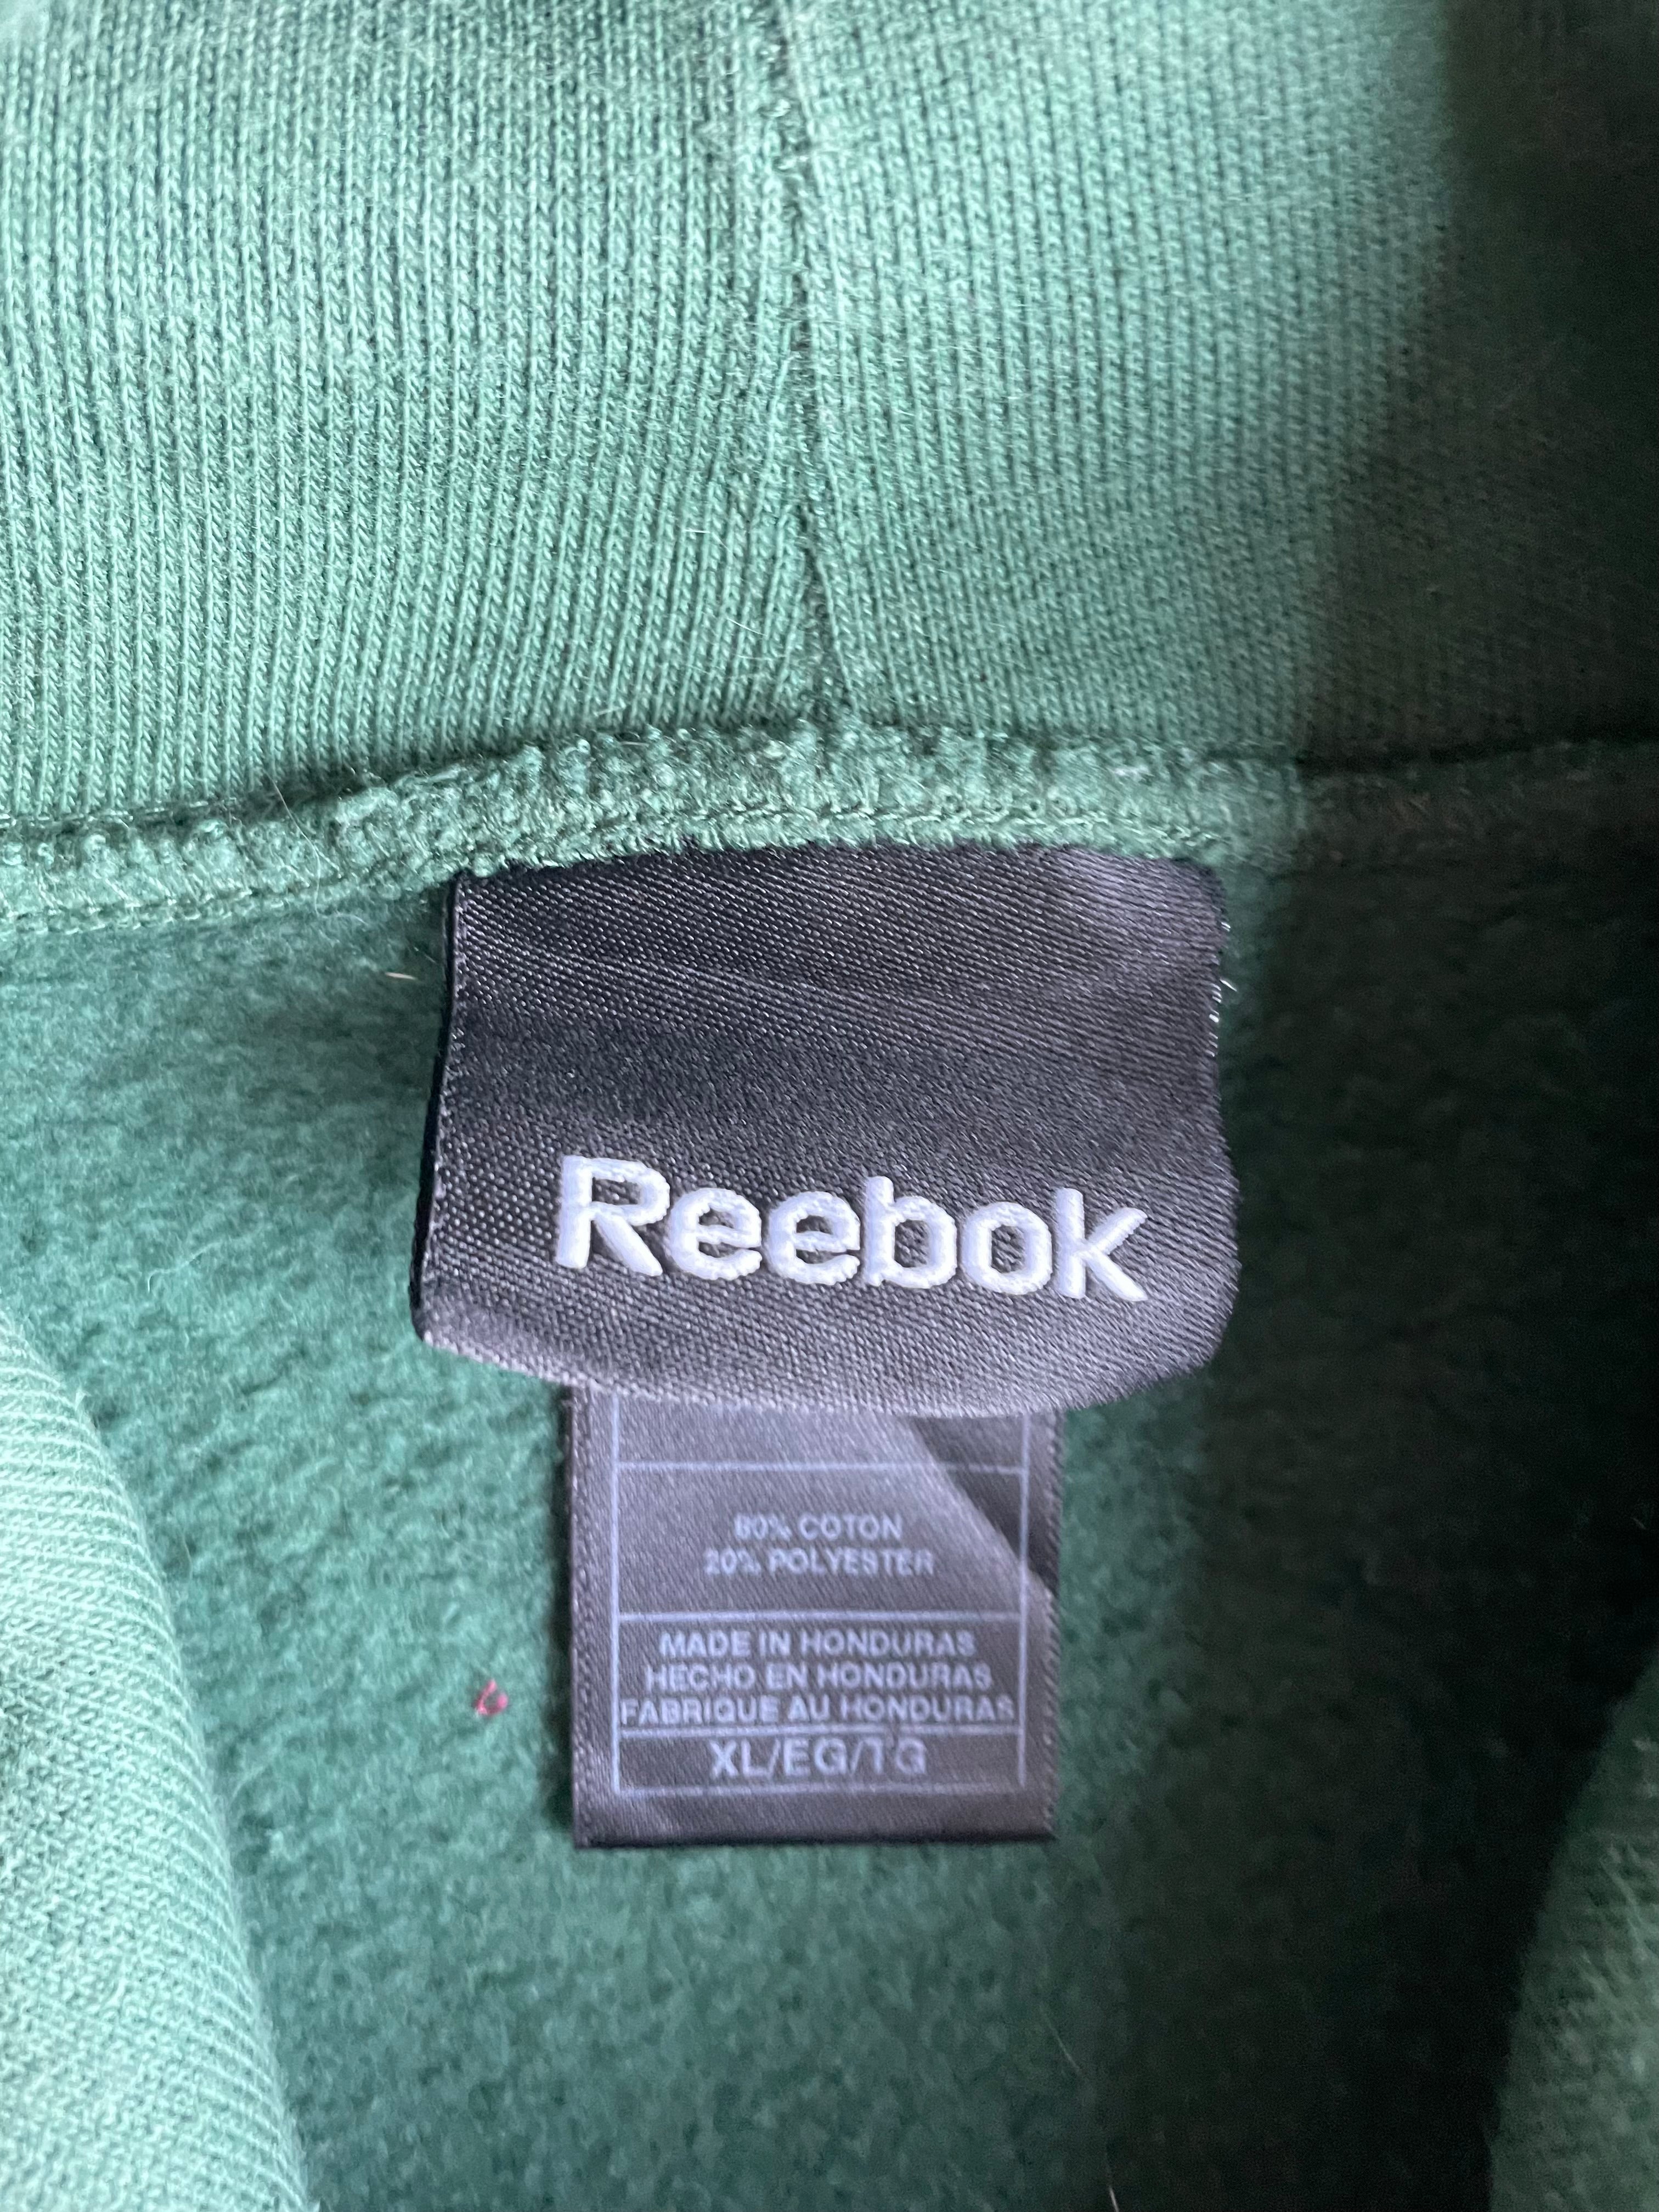 Reebok
80% COTON
20% POLYESTER
MADE IN HONDURAS
HECHO EN HONDURAS
FABRIQUE AU HONDURAS
XL/EG/TG